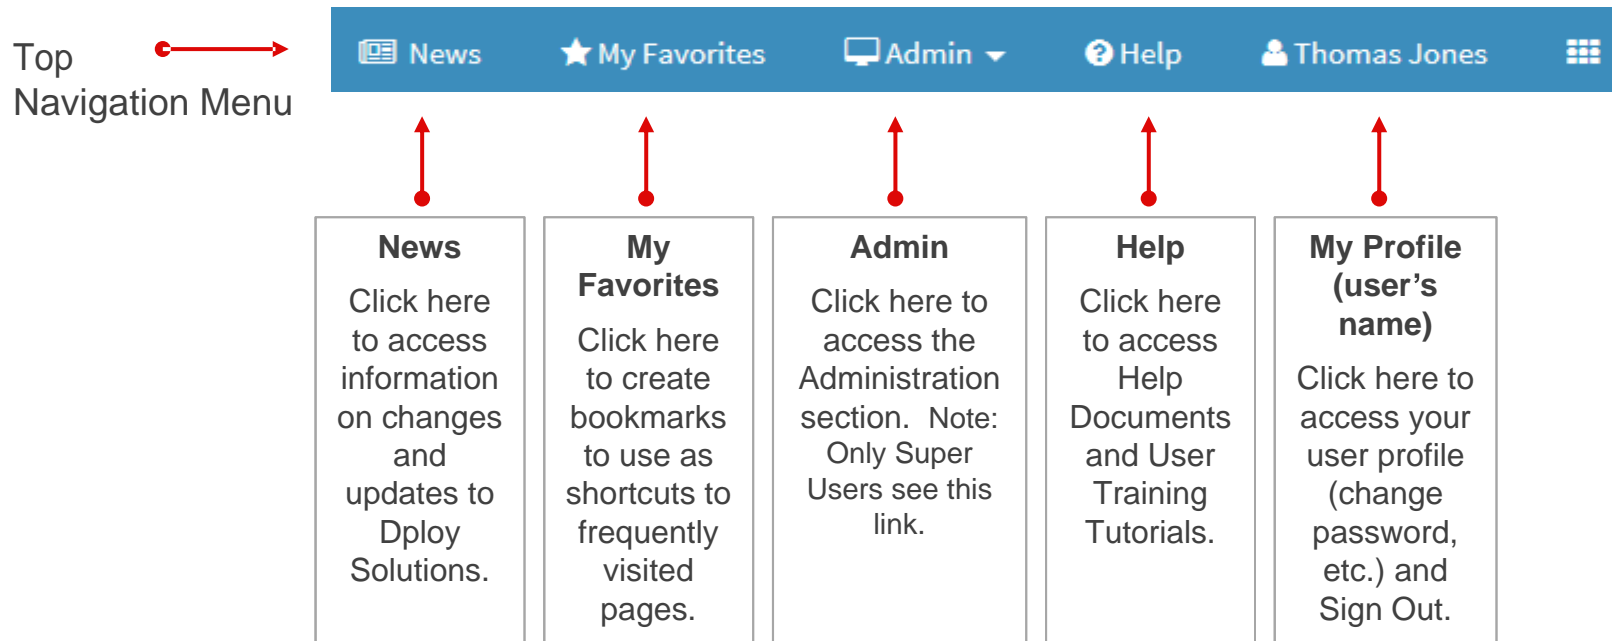 Top
Navigation Menu
News
My Favorites
Admin
Help
Thomas Jones
News
Click here
to access
information
on changes
and
updates to
Dploy
Solutions.
My
Favorites
Click here
to create
bookmarks
to use as
shortcuts to
frequently
visited
pages.
Admin
Click here to
access the
Administration
section. Note:
Only Super
Users see this
link.
Help
Click here
to access
Help
Documents
and User
Training
Tutorials.
My Profile
(user’s
name)
Click here to
access your
user profile
(change
password,
etc.) and
Sign Out.